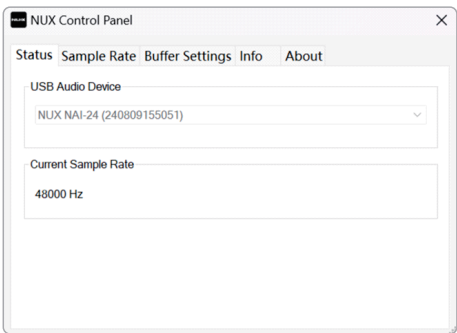 NUX Control Panel
Status Sample Rate Buffer Settings Info About
USB Audio Device
NUX NAI-24 (240809155051)
Current Sample Rate
48000 Hz